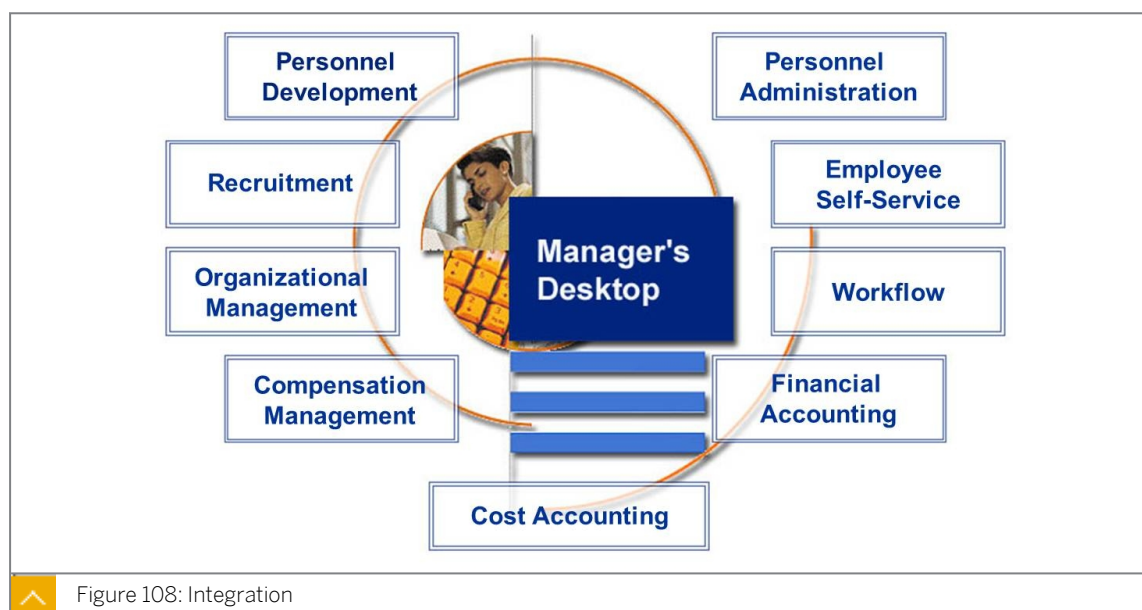 Personnel
Development
Personnel
Administration
Recruitment
Employee
Self-Service
Manager's
Desktop
Organizational
Management
Workflow
Compensation
Management
Financial
Accounting
Cost Accounting
Figure 108: Integration